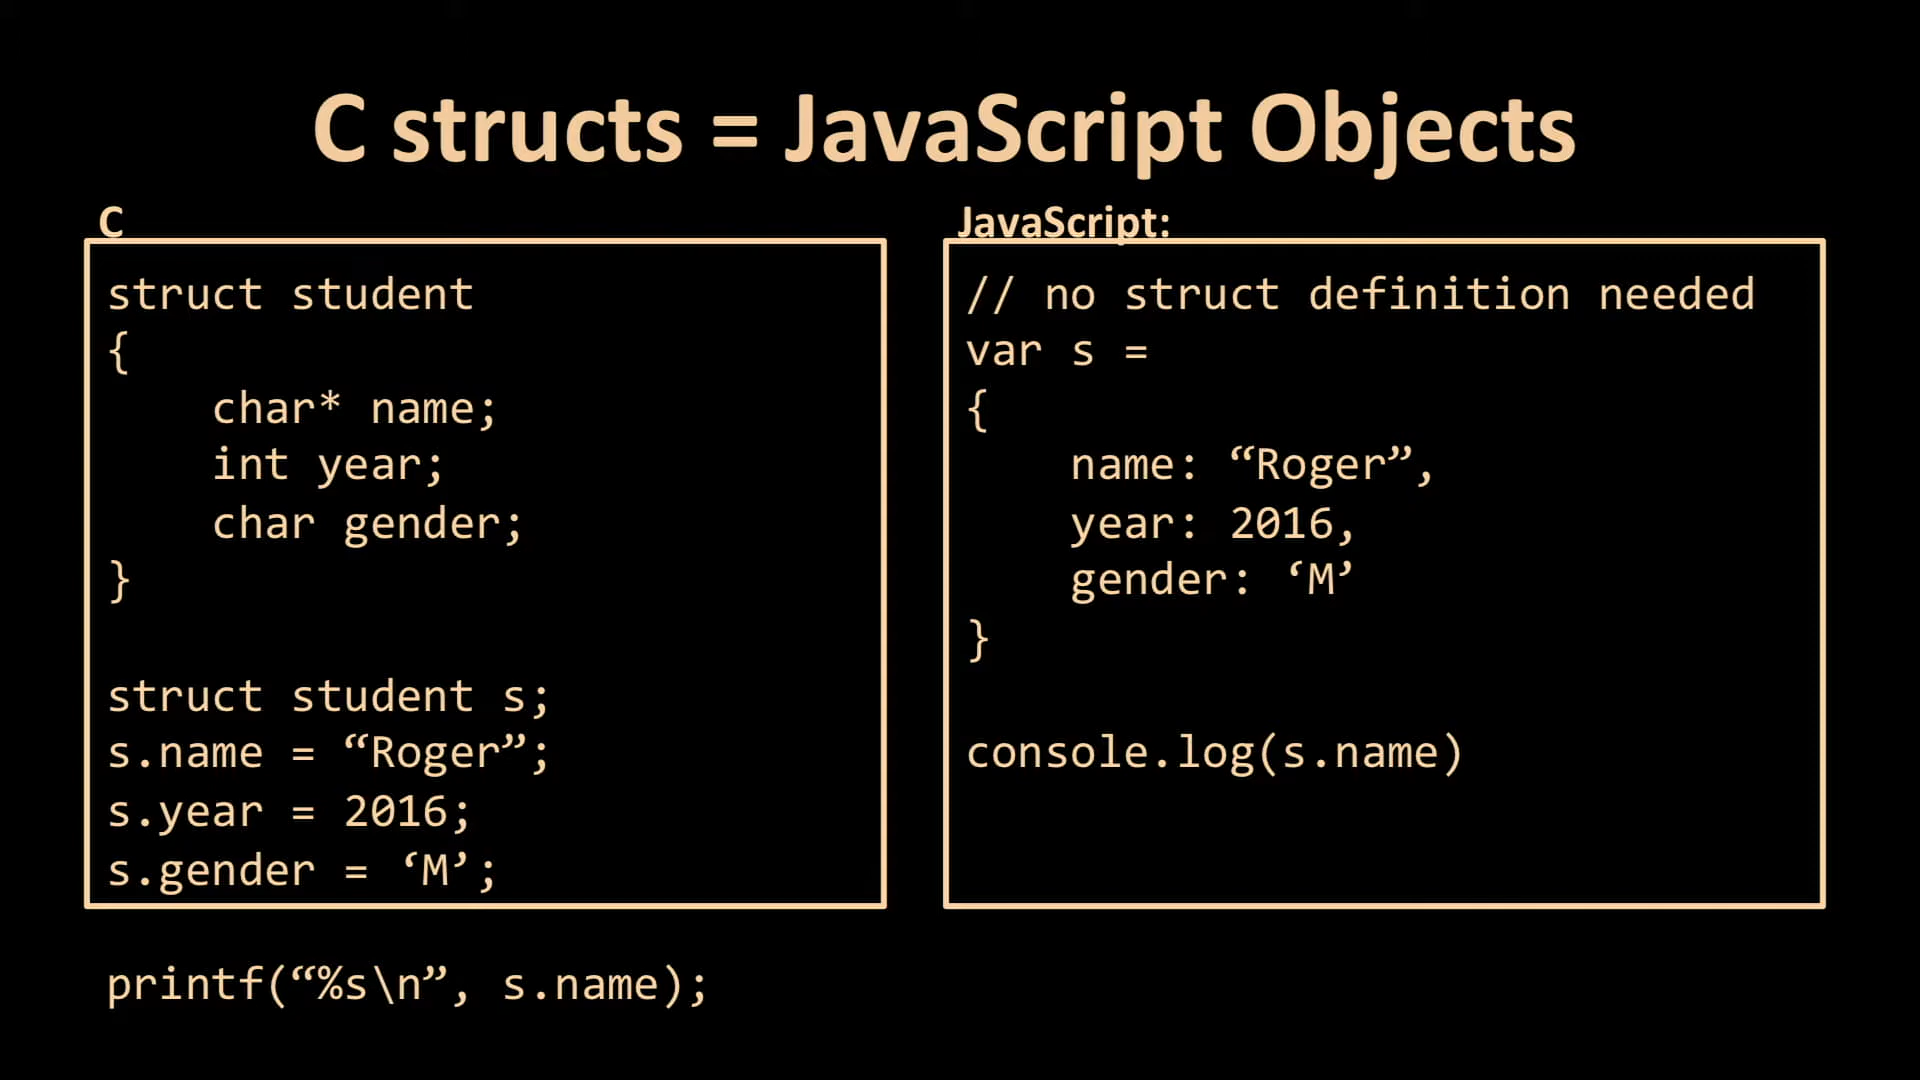 C structs = JavaScript Objects
C
struct student
{
    char* name;
    int year;
    char gender;
}

struct student s;
s.name = “Roger”;
s.year = 2016;
s.gender = ‘M’;

printf(“%s\n”, s.name);
JavaScript:
// no struct definition needed
var s =
{
    name: “Roger”,
    year: 2016,
    gender: ‘M’
}

console.log(s.name)